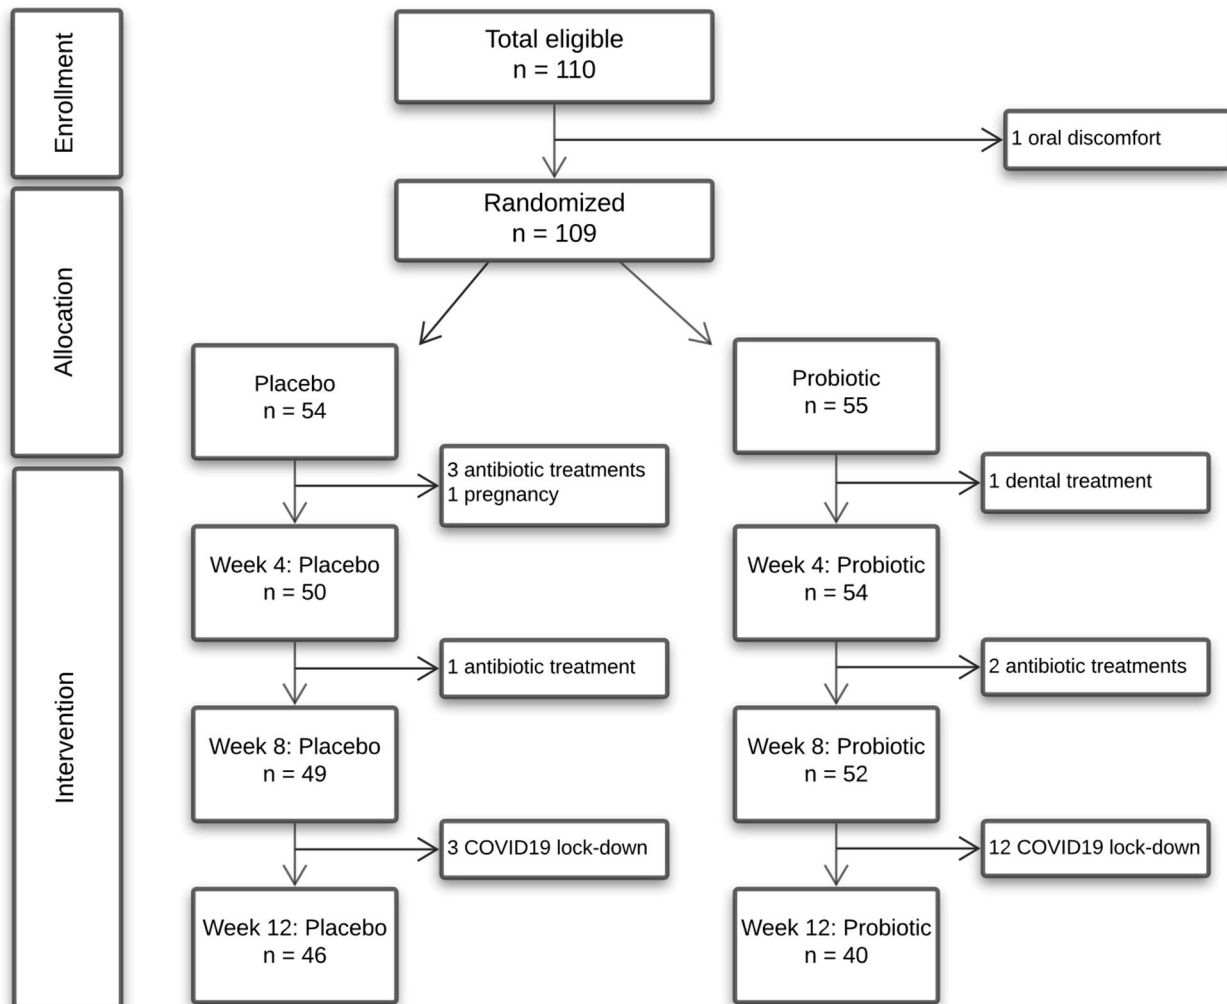 Enrollment
Total eligible
n = 110
1 oral discomfort
Allocation
Randomized
n = 109
Placebo
n = 54
Probiotic
n = 55
Intervention
3 antibiotic treatments
1 pregnancy
1 dental treatment
Week 4: Placebo
n = 50
Week 4: Probiotic
n = 54
1 antibiotic treatment
2 antibiotic treatments
Week 8: Placebo
n = 49
Week 8: Probiotic
n = 52
3 COVID19 lock-down
12 COVID19 lock-down
Week 12: Placebo
n = 46
Week 12: Probiotic
n = 40